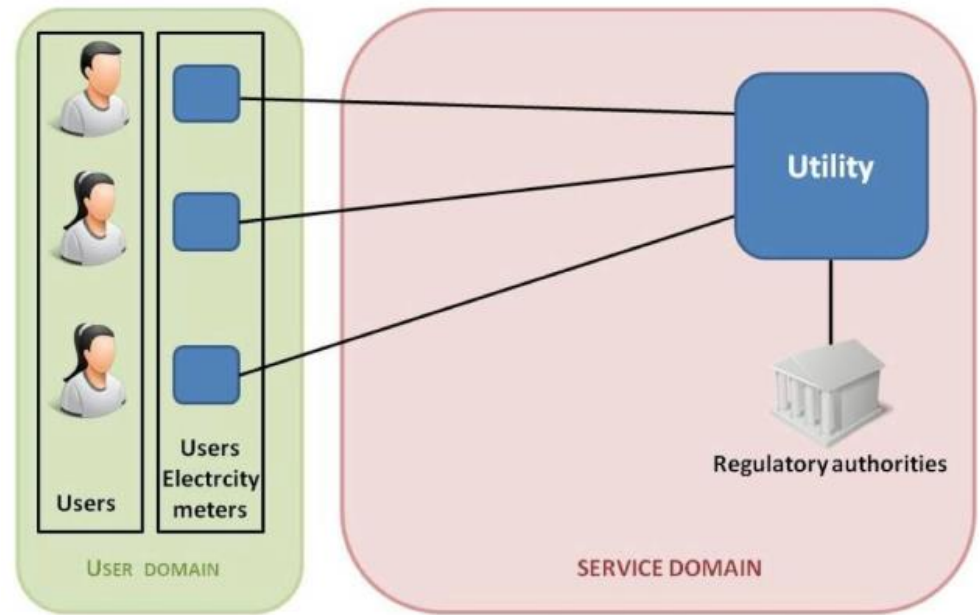 Users
Users
Electrcity
meters
USER DOMAIN
Utility
Regulatory authorities
SERVICE DOMAIN